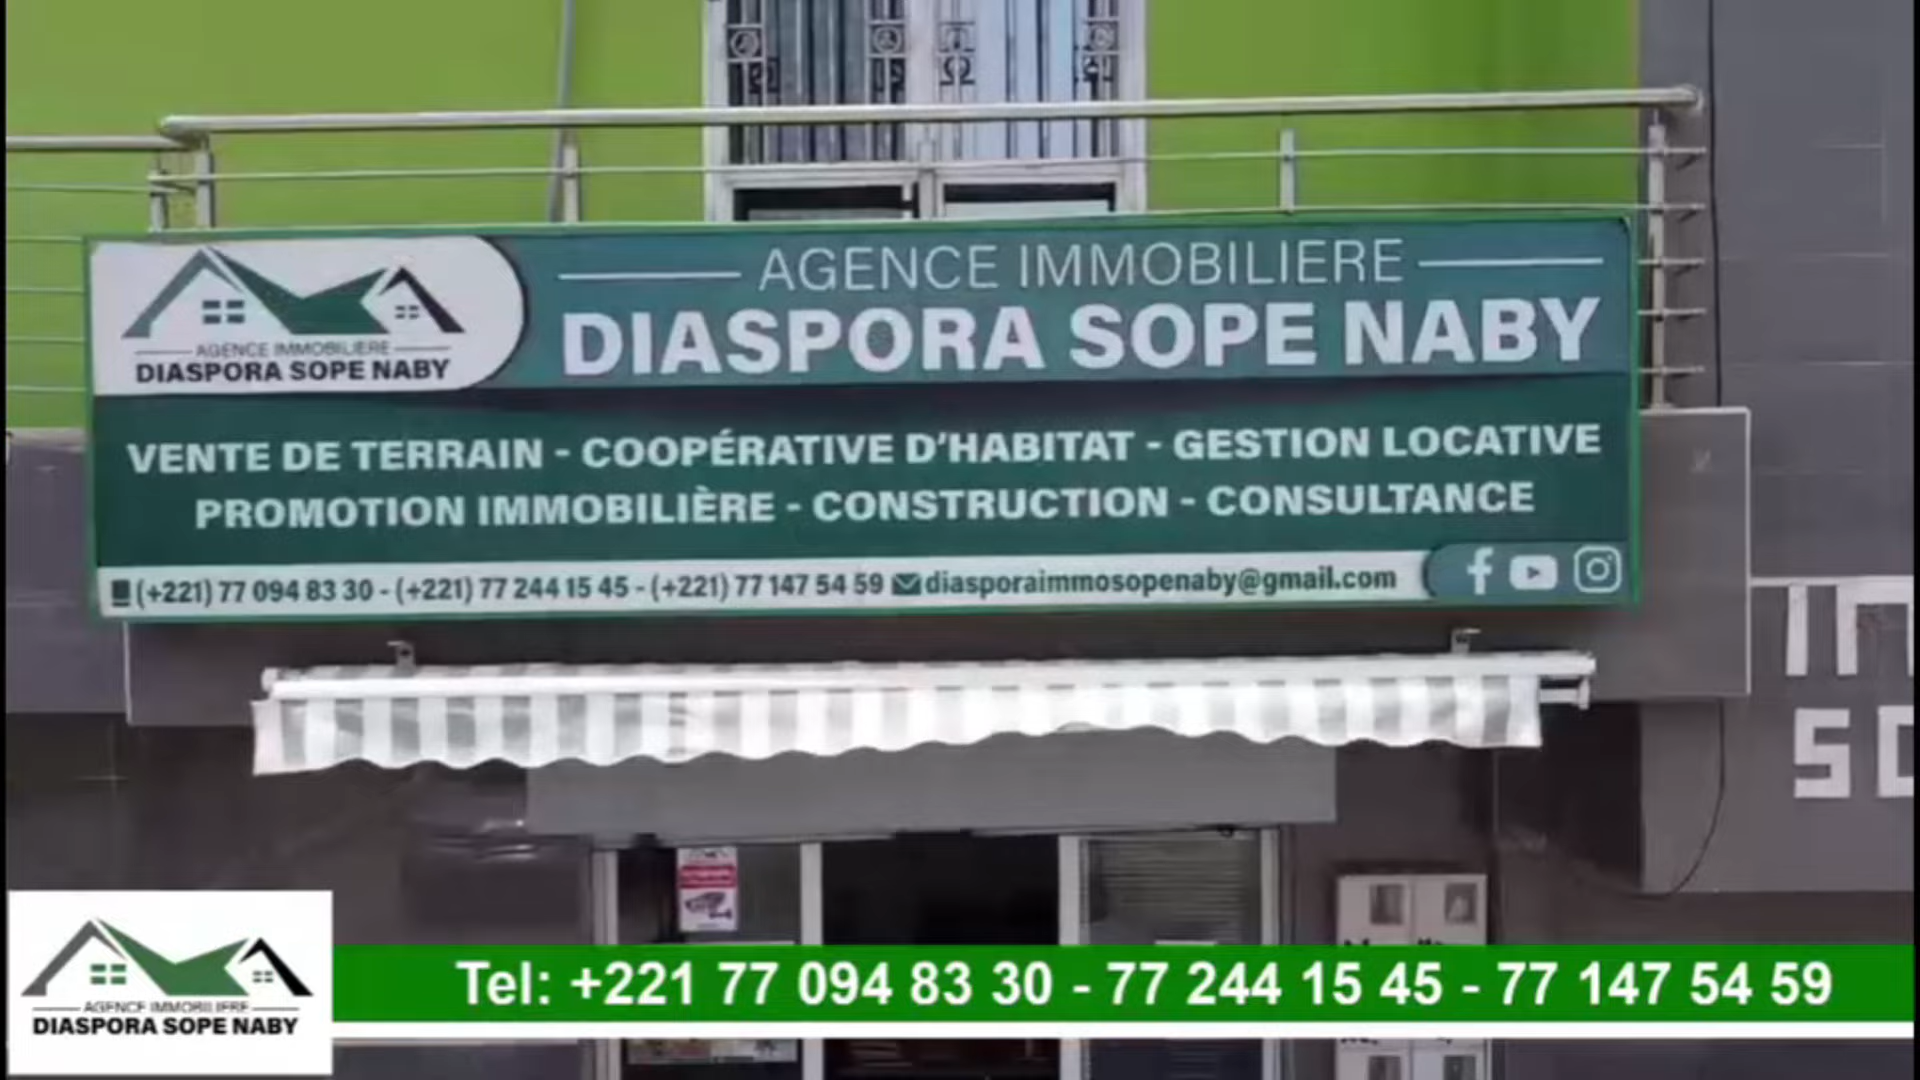 AGENCE IMMOBILIERE
DIASPORA SOPE NABY
AGENCE IMMOBILIERE
DIASPORA SOPE NABY
VENTE DE TERRAIN - COOPÉRATIVE D'HABITAT - GESTION LOCATIVE
PROMOTION IMMOBILIÈRE - CONSTRUCTION - CONSULTANCE
(+221) 77 094 83 30 - (+221) 77 244 15 45 - (+221) 77 147 54 59 diasporaimmosopenaby@gmail.com
AGENCE IMMOBILIERE
DIASPORA SOPE NABY
Tel: +221 77 094 83 30 - 77 244 15 45 - 77 147 54 59